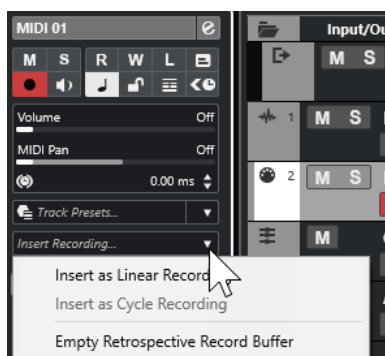 MIDI 01 e
Input/Ou
M S R W L
M S
Volume Off
1 M S
MIDI Pan Off
0.00 ms
2 M S
Track Presets...
Insert Recording...
M
Insert as Linear Record
Insert as Cycle Recording
Empty Retrospective Record Buffer